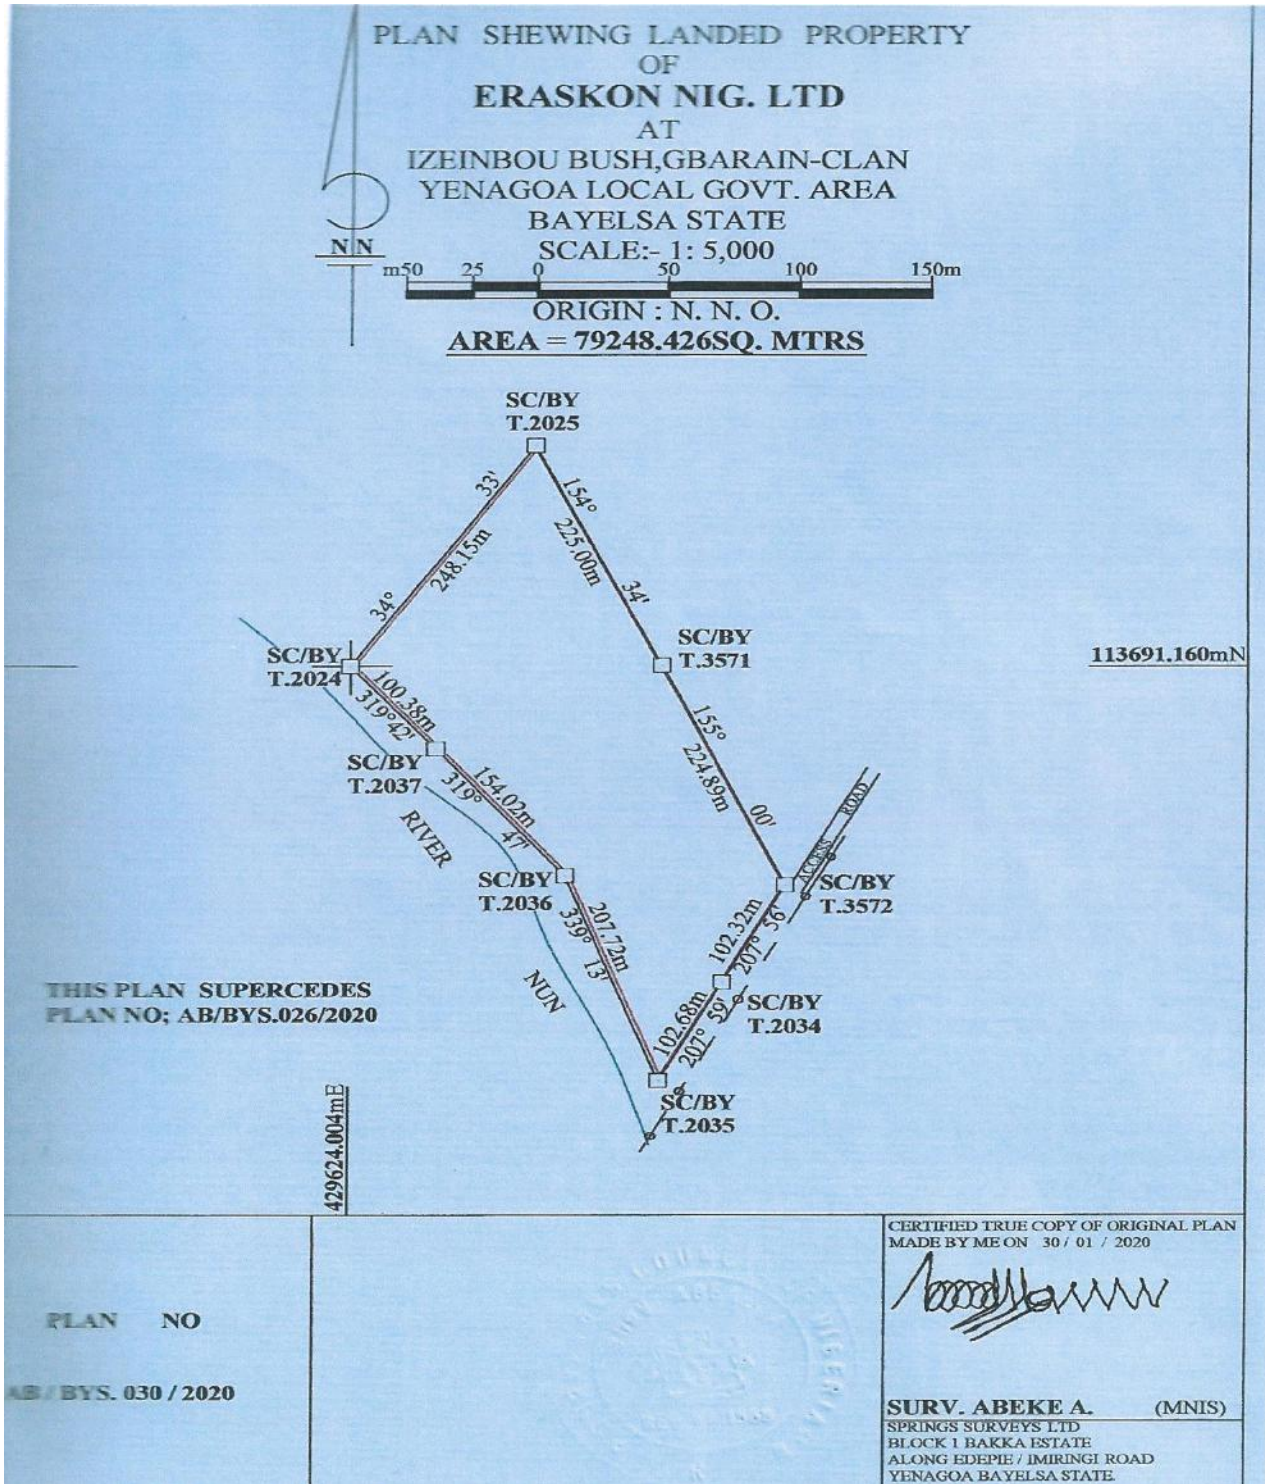 PLAN SHEWING LANDED PROPERTY
OF
ERASKON NIG. LTD
AT
IZEINBOU BUSH,GBARAIN-CLAN
YENAGOA LOCAL GOVT. AREA
BAYELSA STATE
SCALE:- 1: 5,000
N N
m50 25 0 50 100 150m
ORIGIN : N. N. O.
AREA = 79248.426SQ. MTRS
SC/BY
T.2025
33'
248.15m
34°
154°
225.00m
34'
SC/BY
T.2024
SC/BY
T.3571
113691.160mN
100.38m
319°42'
155°
224.89m
00'
SC/BY
T.2037
154.02m
319°
47'
RIVER
ACCESS ROAD
SC/BY
T.2036
SC/BY
T.3572
207.72m
339° 13'
102.32m
207° 56'
NUN
THIS PLAN SUPERCEDES
PLAN NO; AB/BYS.026/2020
SC/BY
T.2034
102.68m
207° 59'
SC/BY
T.2035
429624.004mE
CERTIFIED TRUE COPY OF ORIGINAL PLAN
MADE BY ME ON 30 / 01 / 2020
PLAN NO
AB / BYS. 030 / 2020
SURV. ABEKE A. (MNIS)
SPRINGS SURVEYS LTD
BLOCK 1 BAKKA ESTATE
ALONG EDEPIE / IMIRINGI ROAD
YENAGOA BAYELSA STATE.